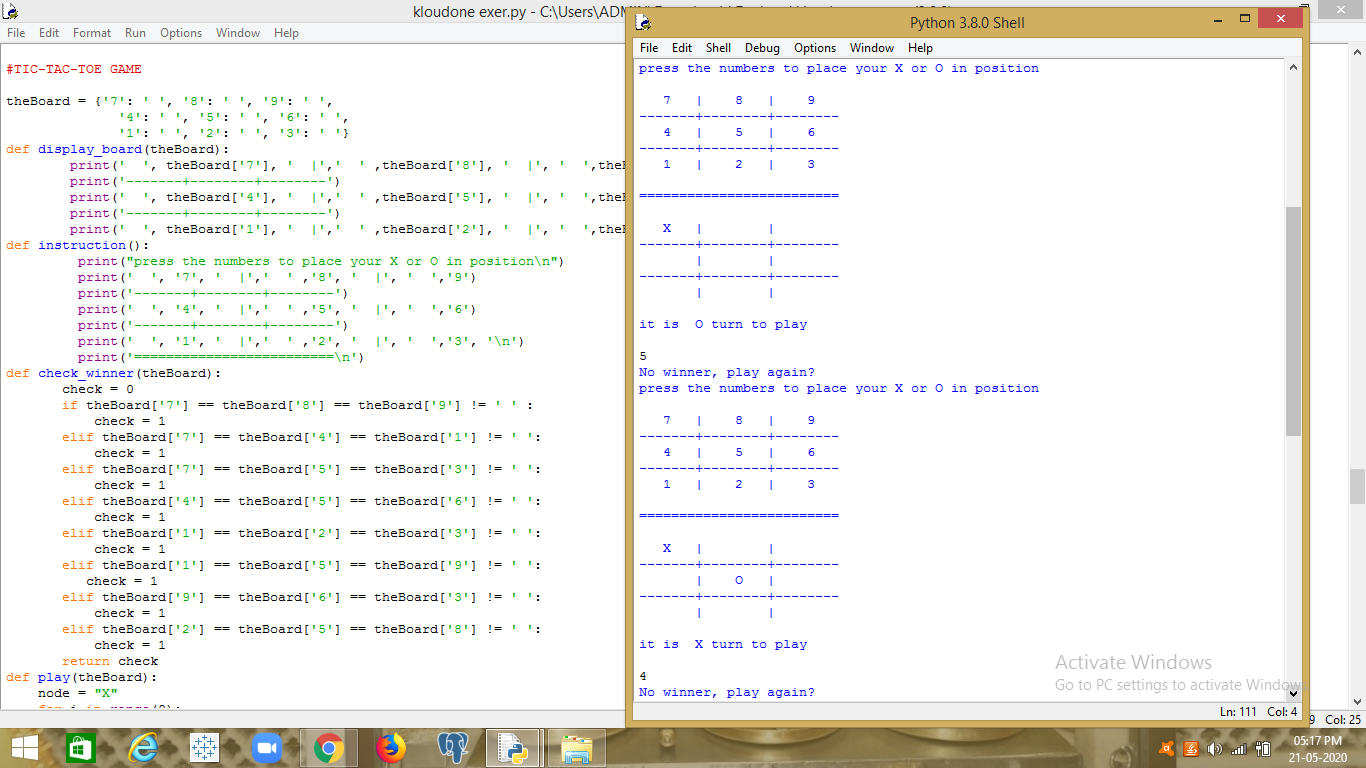 kloudone exer.py - C:\Users\ADM
File Edit Format Run Options Window Help
#TIC-TAC-TOE GAME
theBoard = {'7': ' ', '8': ' ', '9': ' ',
'4': ' ', '5': ' ', '6': ' ',
'1': ' ', '2': ' ', '3': ' '}
def display_board(theBoard):
print('   ', theBoard['7'], '  |','   ' ,theBoard['8'], '  |', '  ',theB
print('-------+--------+--------')
print('   ', theBoard['4'], '  |','   ' ,theBoard['5'], '  |', '  ',theB
print('-------+--------+--------')
print('   ', theBoard['1'], '  |','   ' ,theBoard['2'], '  |', '  ',theB
def instruction():
print("press the numbers to place your X or O in position\n")
print('  ', '7', '  |','  ' ,'8', '  |', '  ','9')
print('-------+--------+--------')
print('  ', '4', '  |','  ' ,'5', '  |', '  ','6')
print('-------+--------+--------')
print('  ', '1', '  |','  ' ,'2', '  |', '  ','3', '\n')
print('=========================\n')
def check_winner(theBoard):
check = 0
if theBoard['7'] == theBoard['8'] == theBoard['9'] != ' ' :
check = 1
elif theBoard['7'] == theBoard['4'] == theBoard['1'] != ' ':
check = 1
elif theBoard['7'] == theBoard['5'] == theBoard['3'] != ' ':
check = 1
elif theBoard['4'] == theBoard['5'] == theBoard['6'] != ' ':
check = 1
elif theBoard['1'] == theBoard['2'] == theBoard['3'] != ' ':
check = 1
elif theBoard['1'] == theBoard['5'] == theBoard['9'] != ' ':
check = 1
elif theBoard['9'] == theBoard['6'] == theBoard['3'] != ' ':
check = 1
elif theBoard['2'] == theBoard['5'] == theBoard['8'] != ' ':
check = 1
return check
def play(theBoard):
node = "X"
Python 3.8.0 Shell
File Edit Shell Debug Options Window Help
press the numbers to place your X or O in position
7 | 8 | 9
-------+--------+--------
4 | 5 | 6
-------+--------+--------
1 | 2 | 3
=========================
X | |
-------+--------+--------
| |
-------+--------+--------
| |
it is  O turn to play
5
No winner, play again?
press the numbers to place your X or O in position
7 | 8 | 9
-------+--------+--------
4 | 5 | 6
-------+--------+--------
1 | 2 | 3
=========================
X | |
-------+--------+--------
| O |
-------+--------+--------
| |
it is  X turn to play
4
No winner, play again?
Activate Windows
Go to PC settings to activate Windows
Ln: 111 Col: 4
9 Col: 25
05:17 PM
21-05-2020